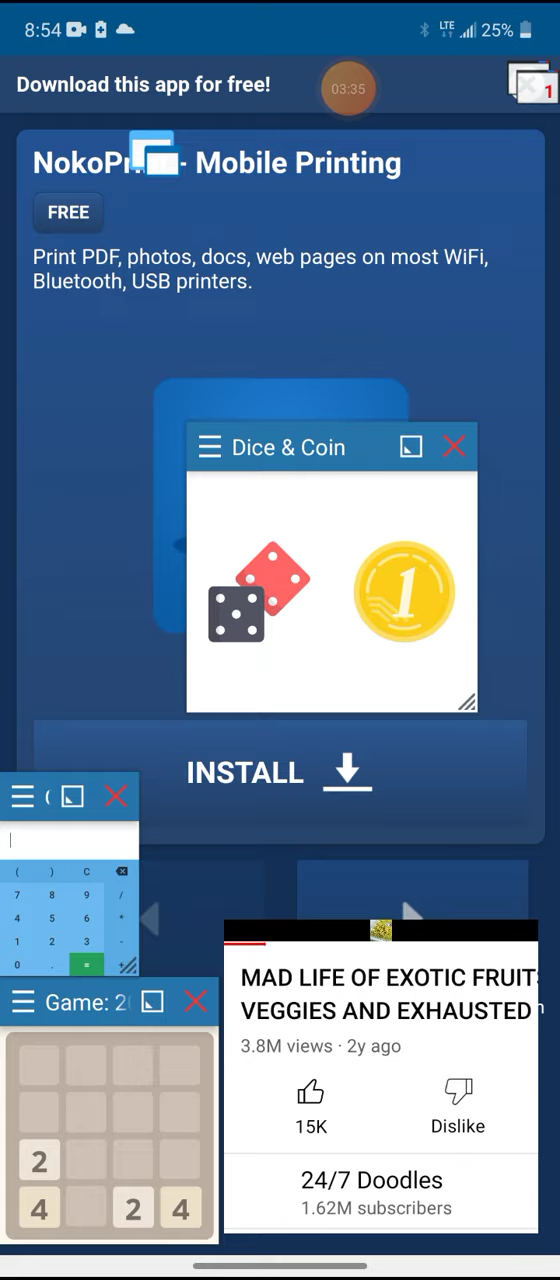 8:54 LTE 25%
Download this app for free!
03:35
1
- Mobile Printing
FREE
Print PDF, photos, docs, web pages on most WiFi,
Bluetooth, USB printers.
Dice & Coin
1
INSTALL
(
( ) C
7 8 9 /
4 5 6 *
1 2 3 -
0 . = +
Game: 2
2
4 2 4
MAD LIFE OF EXOTIC FRUIT
VEGGIES AND EXHAUSTED
3.8M views · 2y ago
15K Dislike
24/7 Doodles
1.62M subscribers